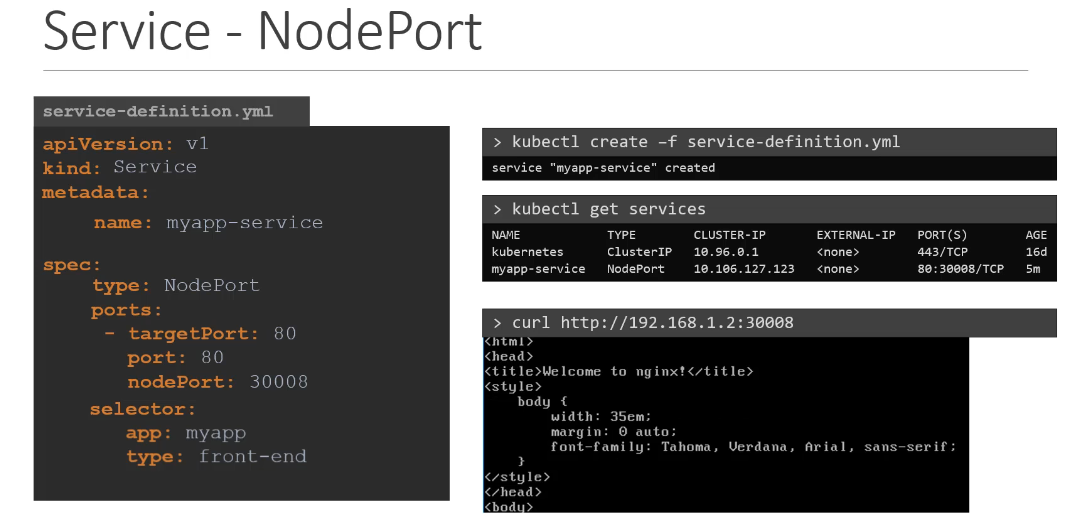 Service - NodePort
service-definition.yml
apiVersion: v1
kind: Service
metadata:
name: myapp-service
spec:
type: NodePort
ports:
- targetPort: 80
port: 80
nodePort: 30008
selector:
app: myapp
type: front-end
> kubectl create –f service-definition.yml
service "myapp-service" created
> kubectl get services
NAME TYPE CLUSTER-IP EXTERNAL-IP PORT(S) AGE
kubernetes ClusterIP 10.96.0.1 <none> 443/TCP 16d
myapp-service NodePort 10.106.127.123 <none> 80:30008/TCP 5m
> curl http://192.168.1.2:30008
<html>
<head>
<title>Welcome to nginx!</title>
<style>
body {
width: 35em;
margin: 0 auto;
font-family: Tahoma, Verdana, Arial, sans-serif;
}
</style>
</head>
<body>